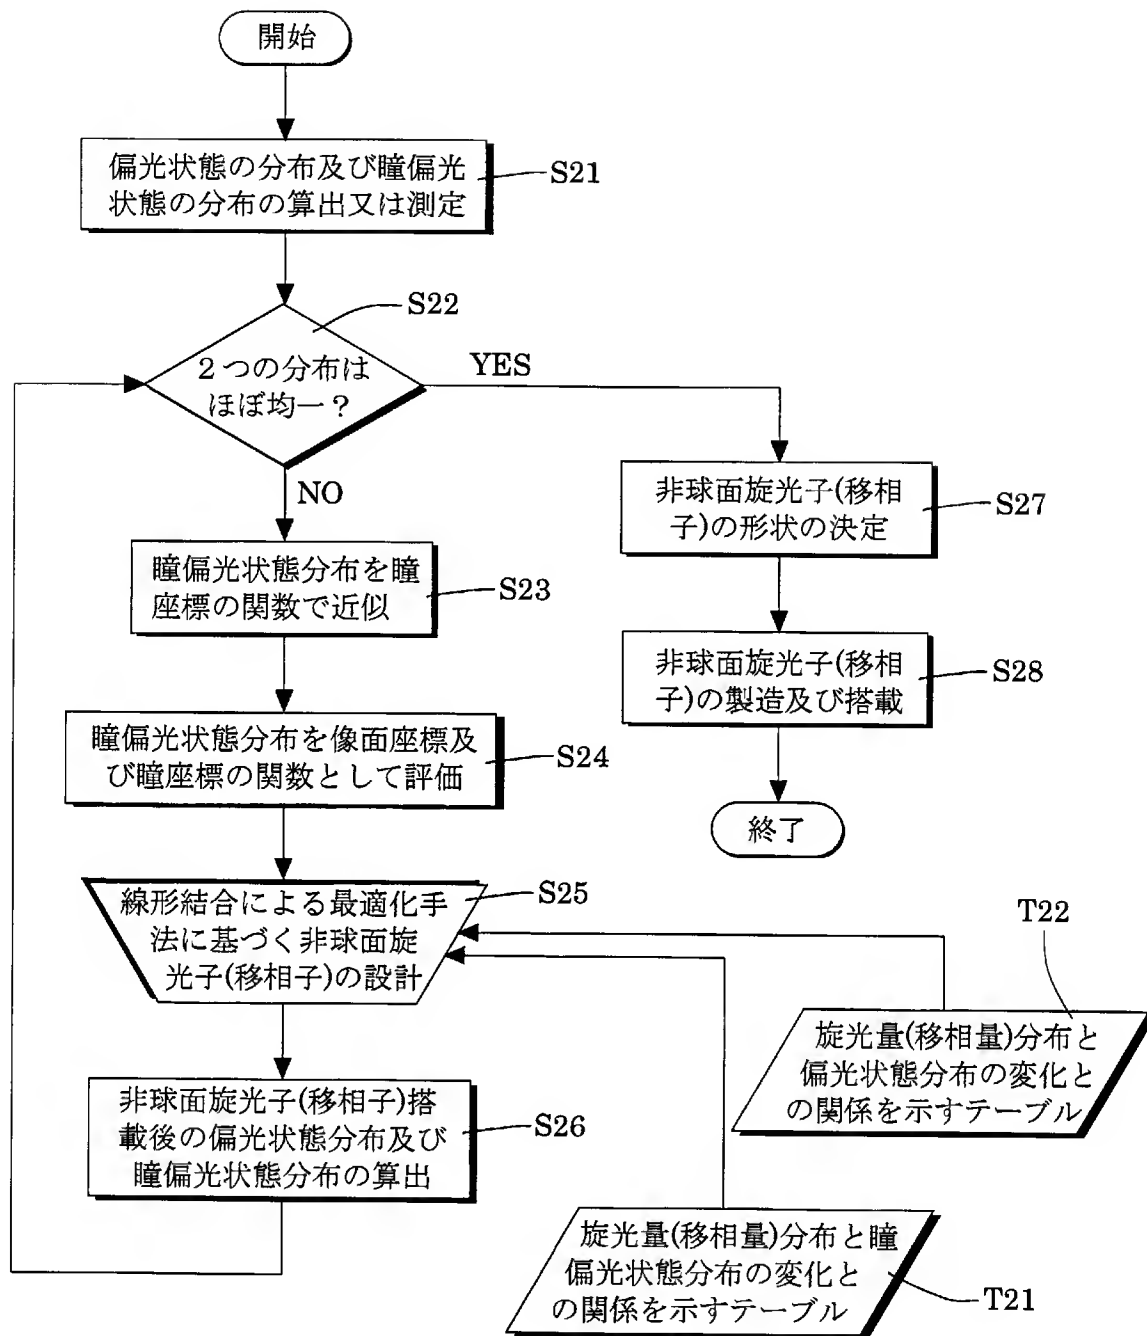 開始
偏光状態の分布及び瞳偏光
状態の分布の算出又は測定
S21
S22
2つの分布は
ほぼ均一？
YES
NO
瞳偏光状態分布を瞳
座標の関数で近似
S23
瞳偏光状態分布を像面座標及
び瞳座標の関数として評価
S24
線形結合による最適化手
法に基づく非球面旋
光子(移相子)の設計
S25
非球面旋光子(移相子)搭
載後の偏光状態分布及び
瞳偏光状態分布の算出
S26
非球面旋光子(移相
子)の形状の決定
S27
非球面旋光子(移相
子)の製造及び搭載
S28
終了
T22
旋光量(移相量)分布と
偏光状態分布の変化と
の関係を示すテーブル
旋光量(移相量)分布と瞳
偏光状態分布の変化と
の関係を示すテーブル
T21